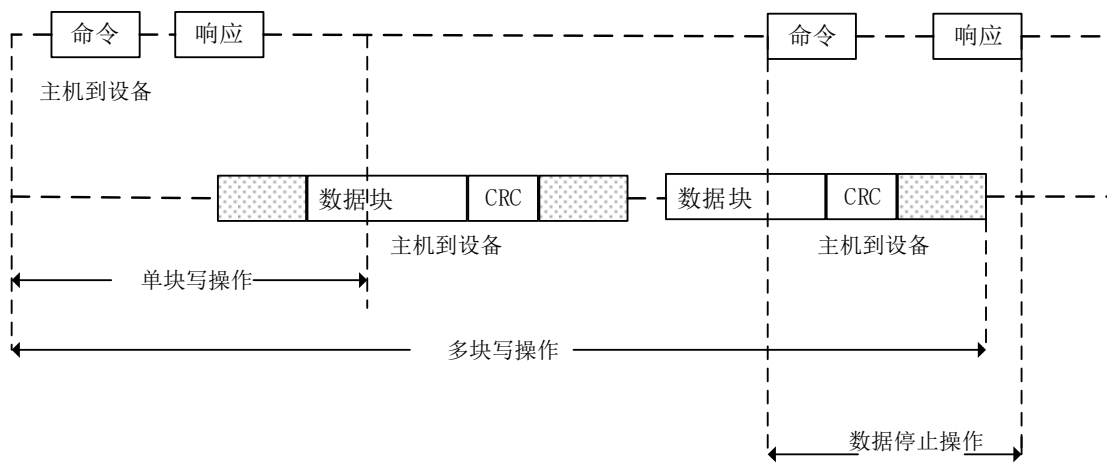 命令 响应 命令 响应
主机到设备
数据块 CRC 数据块 CRC
主机到设备 主机到设备
单块写操作
多块写操作
数据停止操作